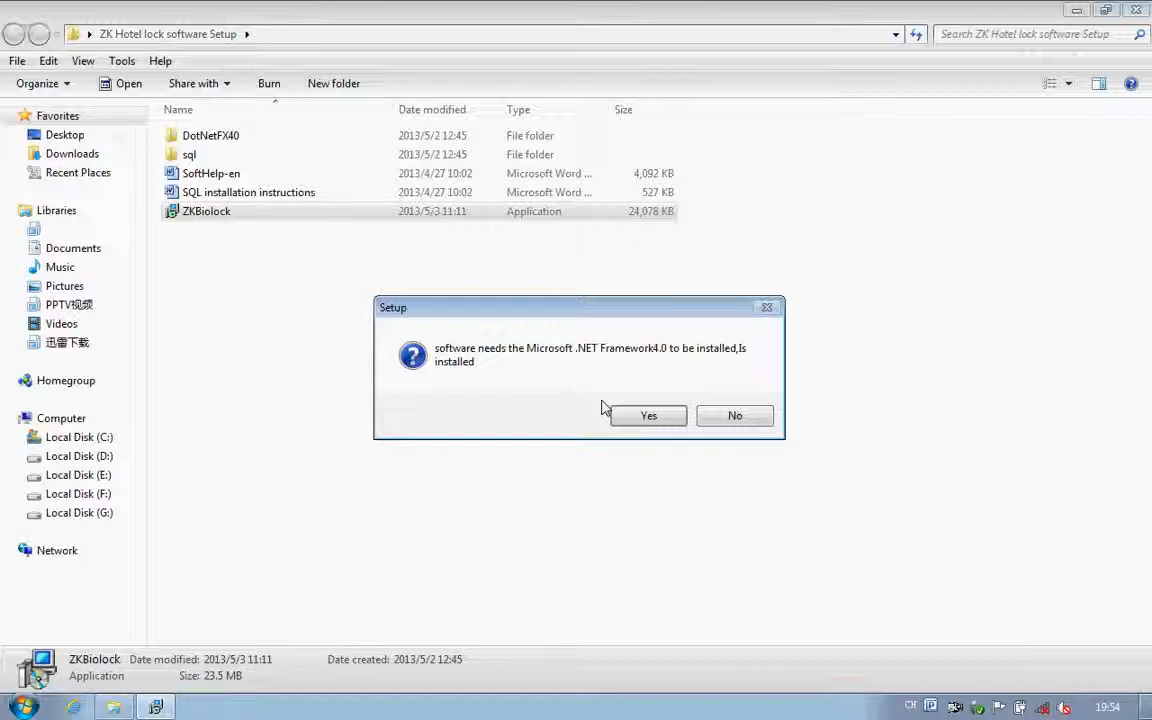 ZK Hotel lock software Setup
Search ZK Hotel lock software Setup
File Edit View Tools Help
Organize Open Share with Burn New folder
Name Date modified Type Size
Favorites
Desktop
Downloads
Recent Places
Libraries
Documents
Music
Pictures
PPTV视频
Videos
迅雷下载
Homegroup
Computer
Local Disk (C:)
Local Disk (D:)
Local Disk (E:)
Local Disk (F:)
Local Disk (G:)
Network
DotNetFX40 2013/5/2 12:45 File folder
sql 2013/5/2 12:45 File folder
SoftHelp-en 2013/4/27 10:02 Microsoft Word ... 4,092 KB
SQL installation instructions 2013/4/27 10:02 Microsoft Word ... 527 KB
ZKBiolock 2013/5/3 11:11 Application 24,078 KB
Setup
software needs the Microsoft .NET Framework4.0 to be installed,Is
installed
Yes No
ZKBiolock Date modified: 2013/5/3 11:11 Date created: 2013/5/2 12:45
Application Size: 23.5 MB
CH 19:54